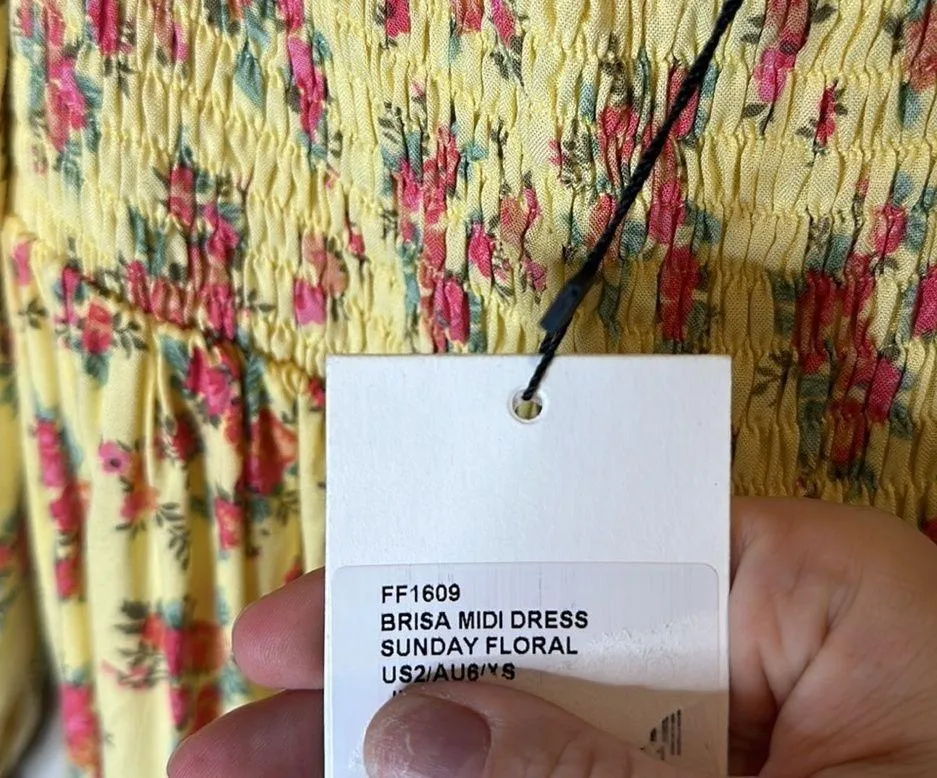 FF1609
BRISA MIDI DRESS
SUNDAY FLORAL
US2/AU6/XS